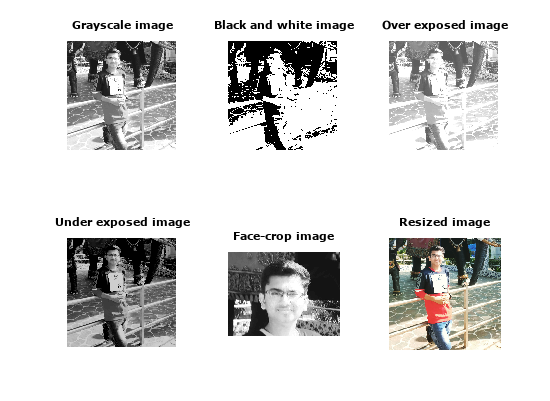 Grayscale image
Black and white image
Over exposed image
Under exposed image
Face-crop image
Resized image